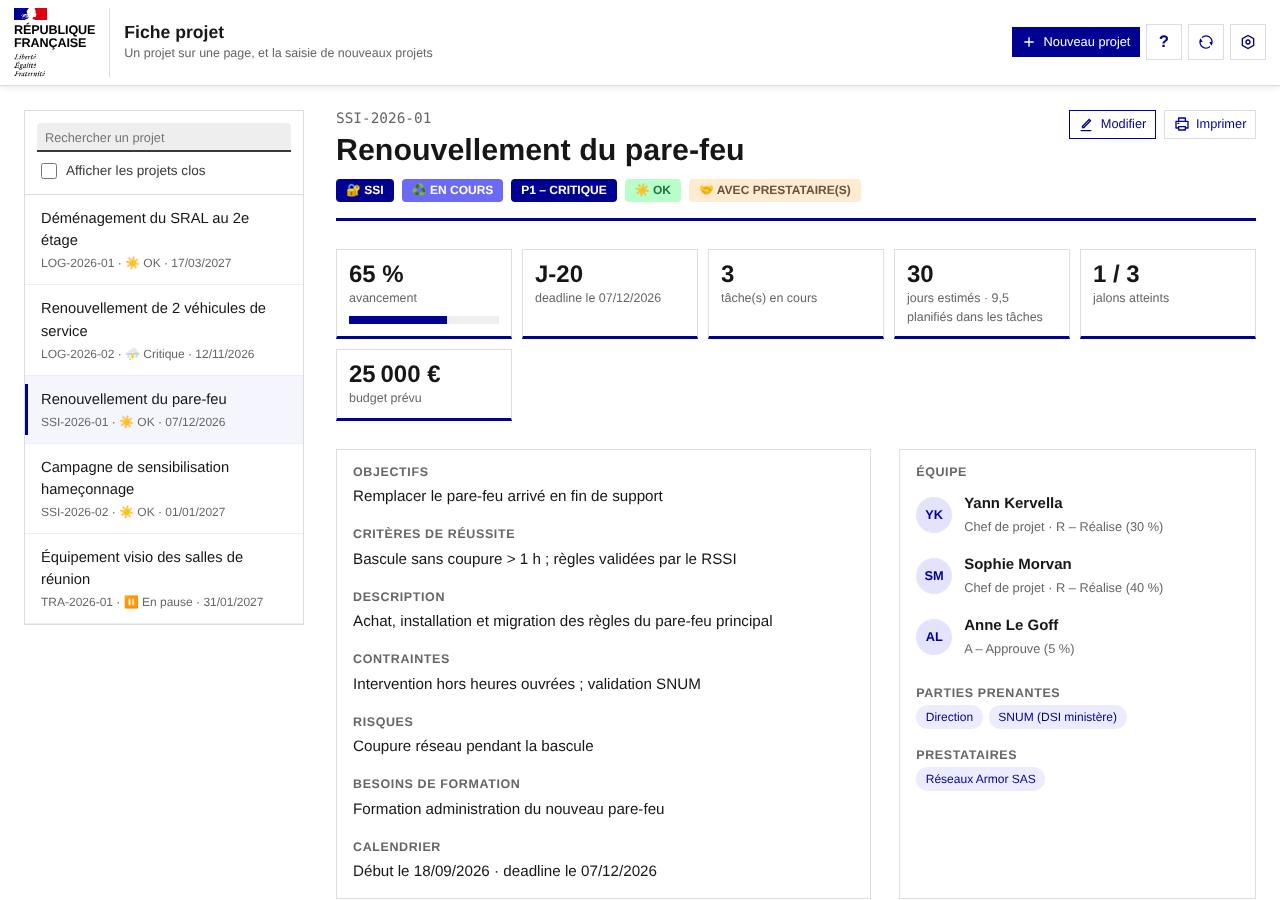 RÉPUBLIQUE
FRANÇAISE
Liberté
Égalité
Fraternité
Fiche projet
Un projet sur une page, et la saisie de nouveaux projets
Nouveau projet
?
Rechercher un projet
Afficher les projets clos
Déménagement du SRAL au 2e
étage
LOG-2026-01 · ☀️ OK · 17/03/2027
Renouvellement de 2 véhicules de
service
LOG-2026-02 · ⛈️ Critique · 12/11/2026
Renouvellement du pare-feu
SSI-2026-01 · ☀️ OK · 07/12/2026
Campagne de sensibilisation
hameçonnage
SSI-2026-02 · ☀️ OK · 01/01/2027
Équipement visio des salles de
réunion
TRA-2026-01 · ⏸️ En pause · 31/01/2027
SSI-2026-01
Renouvellement du pare-feu
Modifier
Imprimer
🔐 SSI
♻️ EN COURS
P1 – CRITIQUE
☀️ OK
🤝 AVEC PRESTATAIRE(S)
65 %
avancement
J-20
deadline le 07/12/2026
3
tâche(s) en cours
30
jours estimés · 9,5
planifiés dans les tâches
1 / 3
jalons atteints
25 000 €
budget prévu
OBJECTIFS
Remplacer le pare-feu arrivé en fin de support
CRITÈRES DE RÉUSSITE
Bascule sans coupure > 1 h ; règles validées par le RSSI
DESCRIPTION
Achat, installation et migration des règles du pare-feu principal
CONTRAINTES
Intervention hors heures ouvrées ; validation SNUM
RISQUES
Coupure réseau pendant la bascule
BESOINS DE FORMATION
Formation administration du nouveau pare-feu
CALENDRIER
Début le 18/09/2026 · deadline le 07/12/2026
ÉQUIPE
YK
Yann Kervella
Chef de projet · R – Réalise (30 %)
SM
Sophie Morvan
Chef de projet · R – Réalise (40 %)
AL
Anne Le Goff
A – Approuve (5 %)
PARTIES PRENANTES
Direction
SNUM (DSI ministère)
PRESTATAIRES
Réseaux Armor SAS